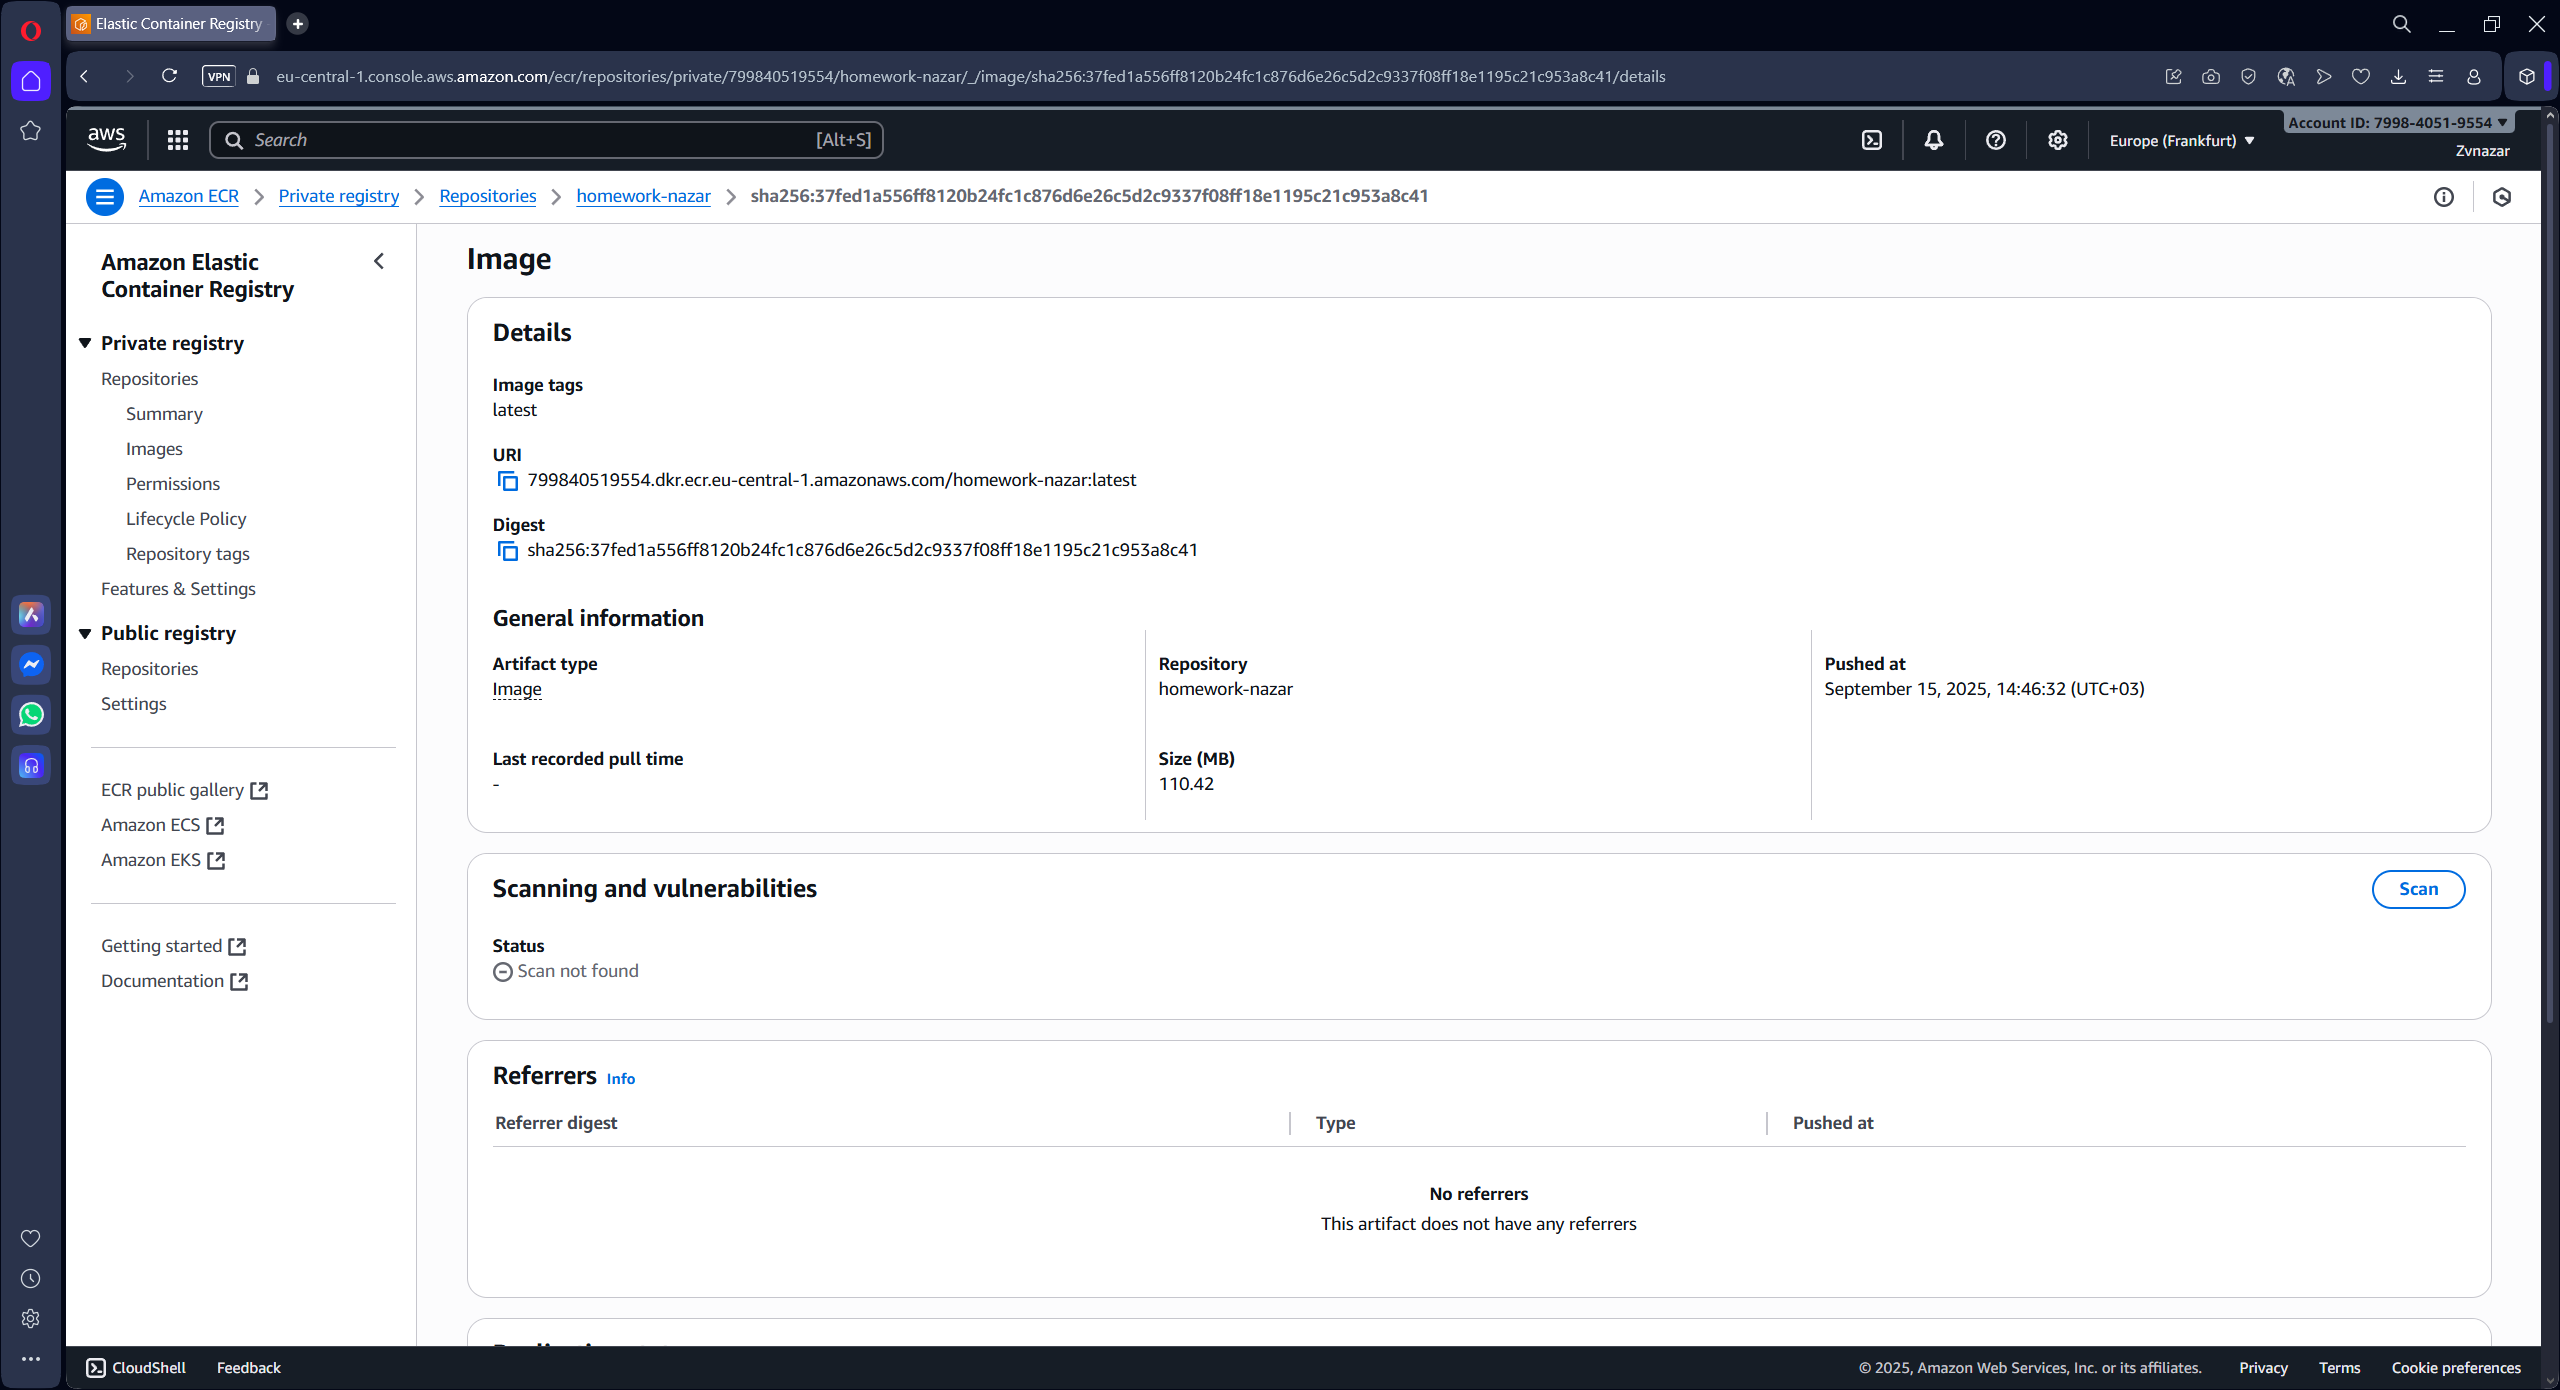 Elastic Container Registry
VPN
eu-central-1.console.aws.amazon.com/ecr/repositories/private/799840519554/homework-nazar/_/image/sha256:37fed1a556ff8120b24fc1c876d6e26c5d2c9337f08ff18e1195c21c953a8c41/details
aws
Search
[Alt+S]
Europe (Frankfurt)
Account ID: 7998-4051-9554
Zvnazar
Amazon ECR
Private registry
Repositories
homework-nazar
sha256:37fed1a556ff8120b24fc1c876d6e26c5d2c9337f08ff18e1195c21c953a8c41
Amazon Elastic
Container Registry
Private registry
Repositories
Summary
Images
Permissions
Lifecycle Policy
Repository tags
Features & Settings
Public registry
Repositories
Settings
ECR public gallery
Amazon ECS
Amazon EKS
Getting started
Documentation
Image
Details
Image tags
latest
URI
799840519554.dkr.ecr.eu-central-1.amazonaws.com/homework-nazar:latest
Digest
sha256:37fed1a556ff8120b24fc1c876d6e26c5d2c9337f08ff18e1195c21c953a8c41
General information
Artifact type
Image
Repository
homework-nazar
Pushed at
September 15, 2025, 14:46:32 (UTC+03)
Last recorded pull time
-
Size (MB)
110.42
Scanning and vulnerabilities
Scan
Status
Scan not found
Referrers Info
Referrer digest
Type
Pushed at
No referrers
This artifact does not have any referrers
CloudShell
Feedback
© 2025, Amazon Web Services, Inc. or its affiliates.
Privacy
Terms
Cookie preferences